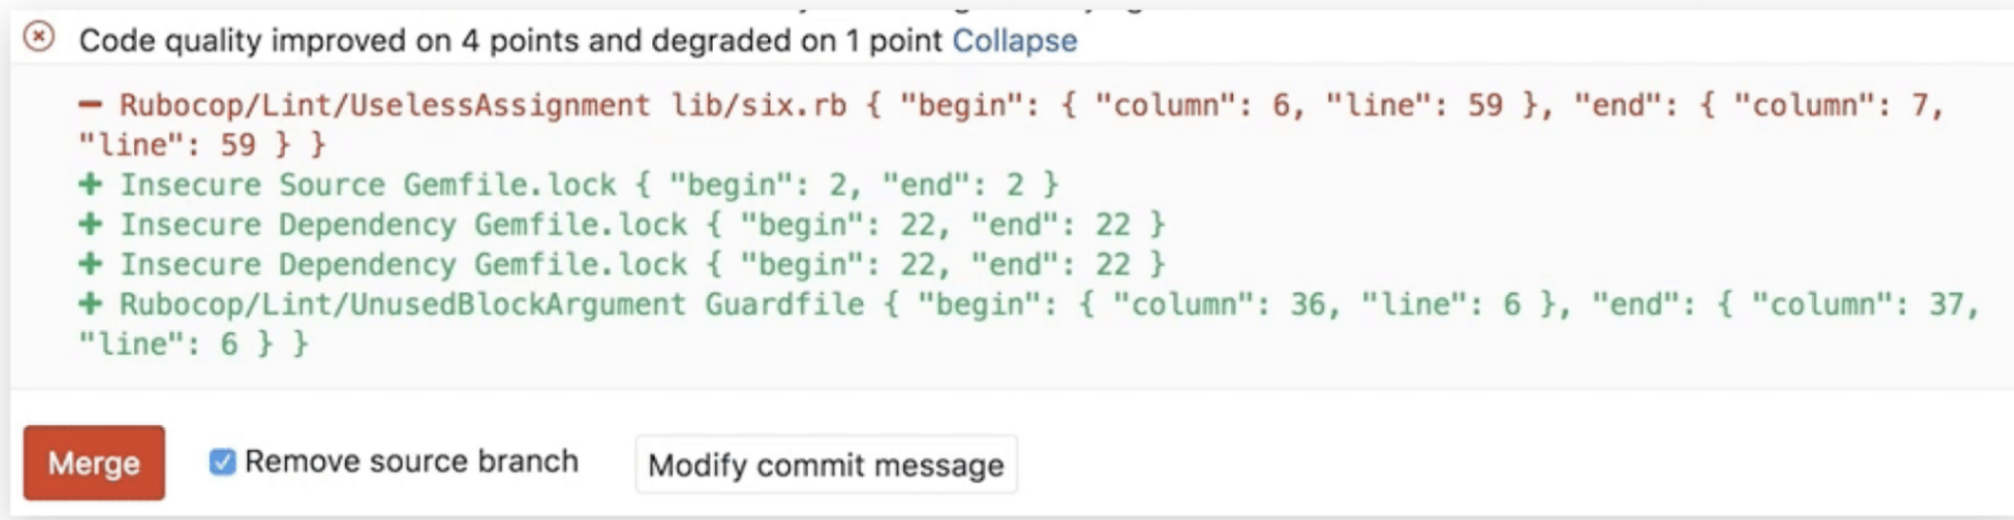 Code quality improved on 4 points and degraded on 1 point Collapse
− Rubocop/Lint/UselessAssignment lib/six.rb { "begin": { "column": 6, "line": 59 }, "end": { "column": 7,
"line": 59 } }
+ Insecure Source Gemfile.lock { "begin": 2, "end": 2 }
+ Insecure Dependency Gemfile.lock { "begin": 22, "end": 22 }
+ Insecure Dependency Gemfile.lock { "begin": 22, "end": 22 }
+ Rubocop/Lint/UnusedBlockArgument Guardfile { "begin": { "column": 36, "line": 6 }, "end": { "column": 37,
"line": 6 } }
Merge Remove source branch Modify commit message